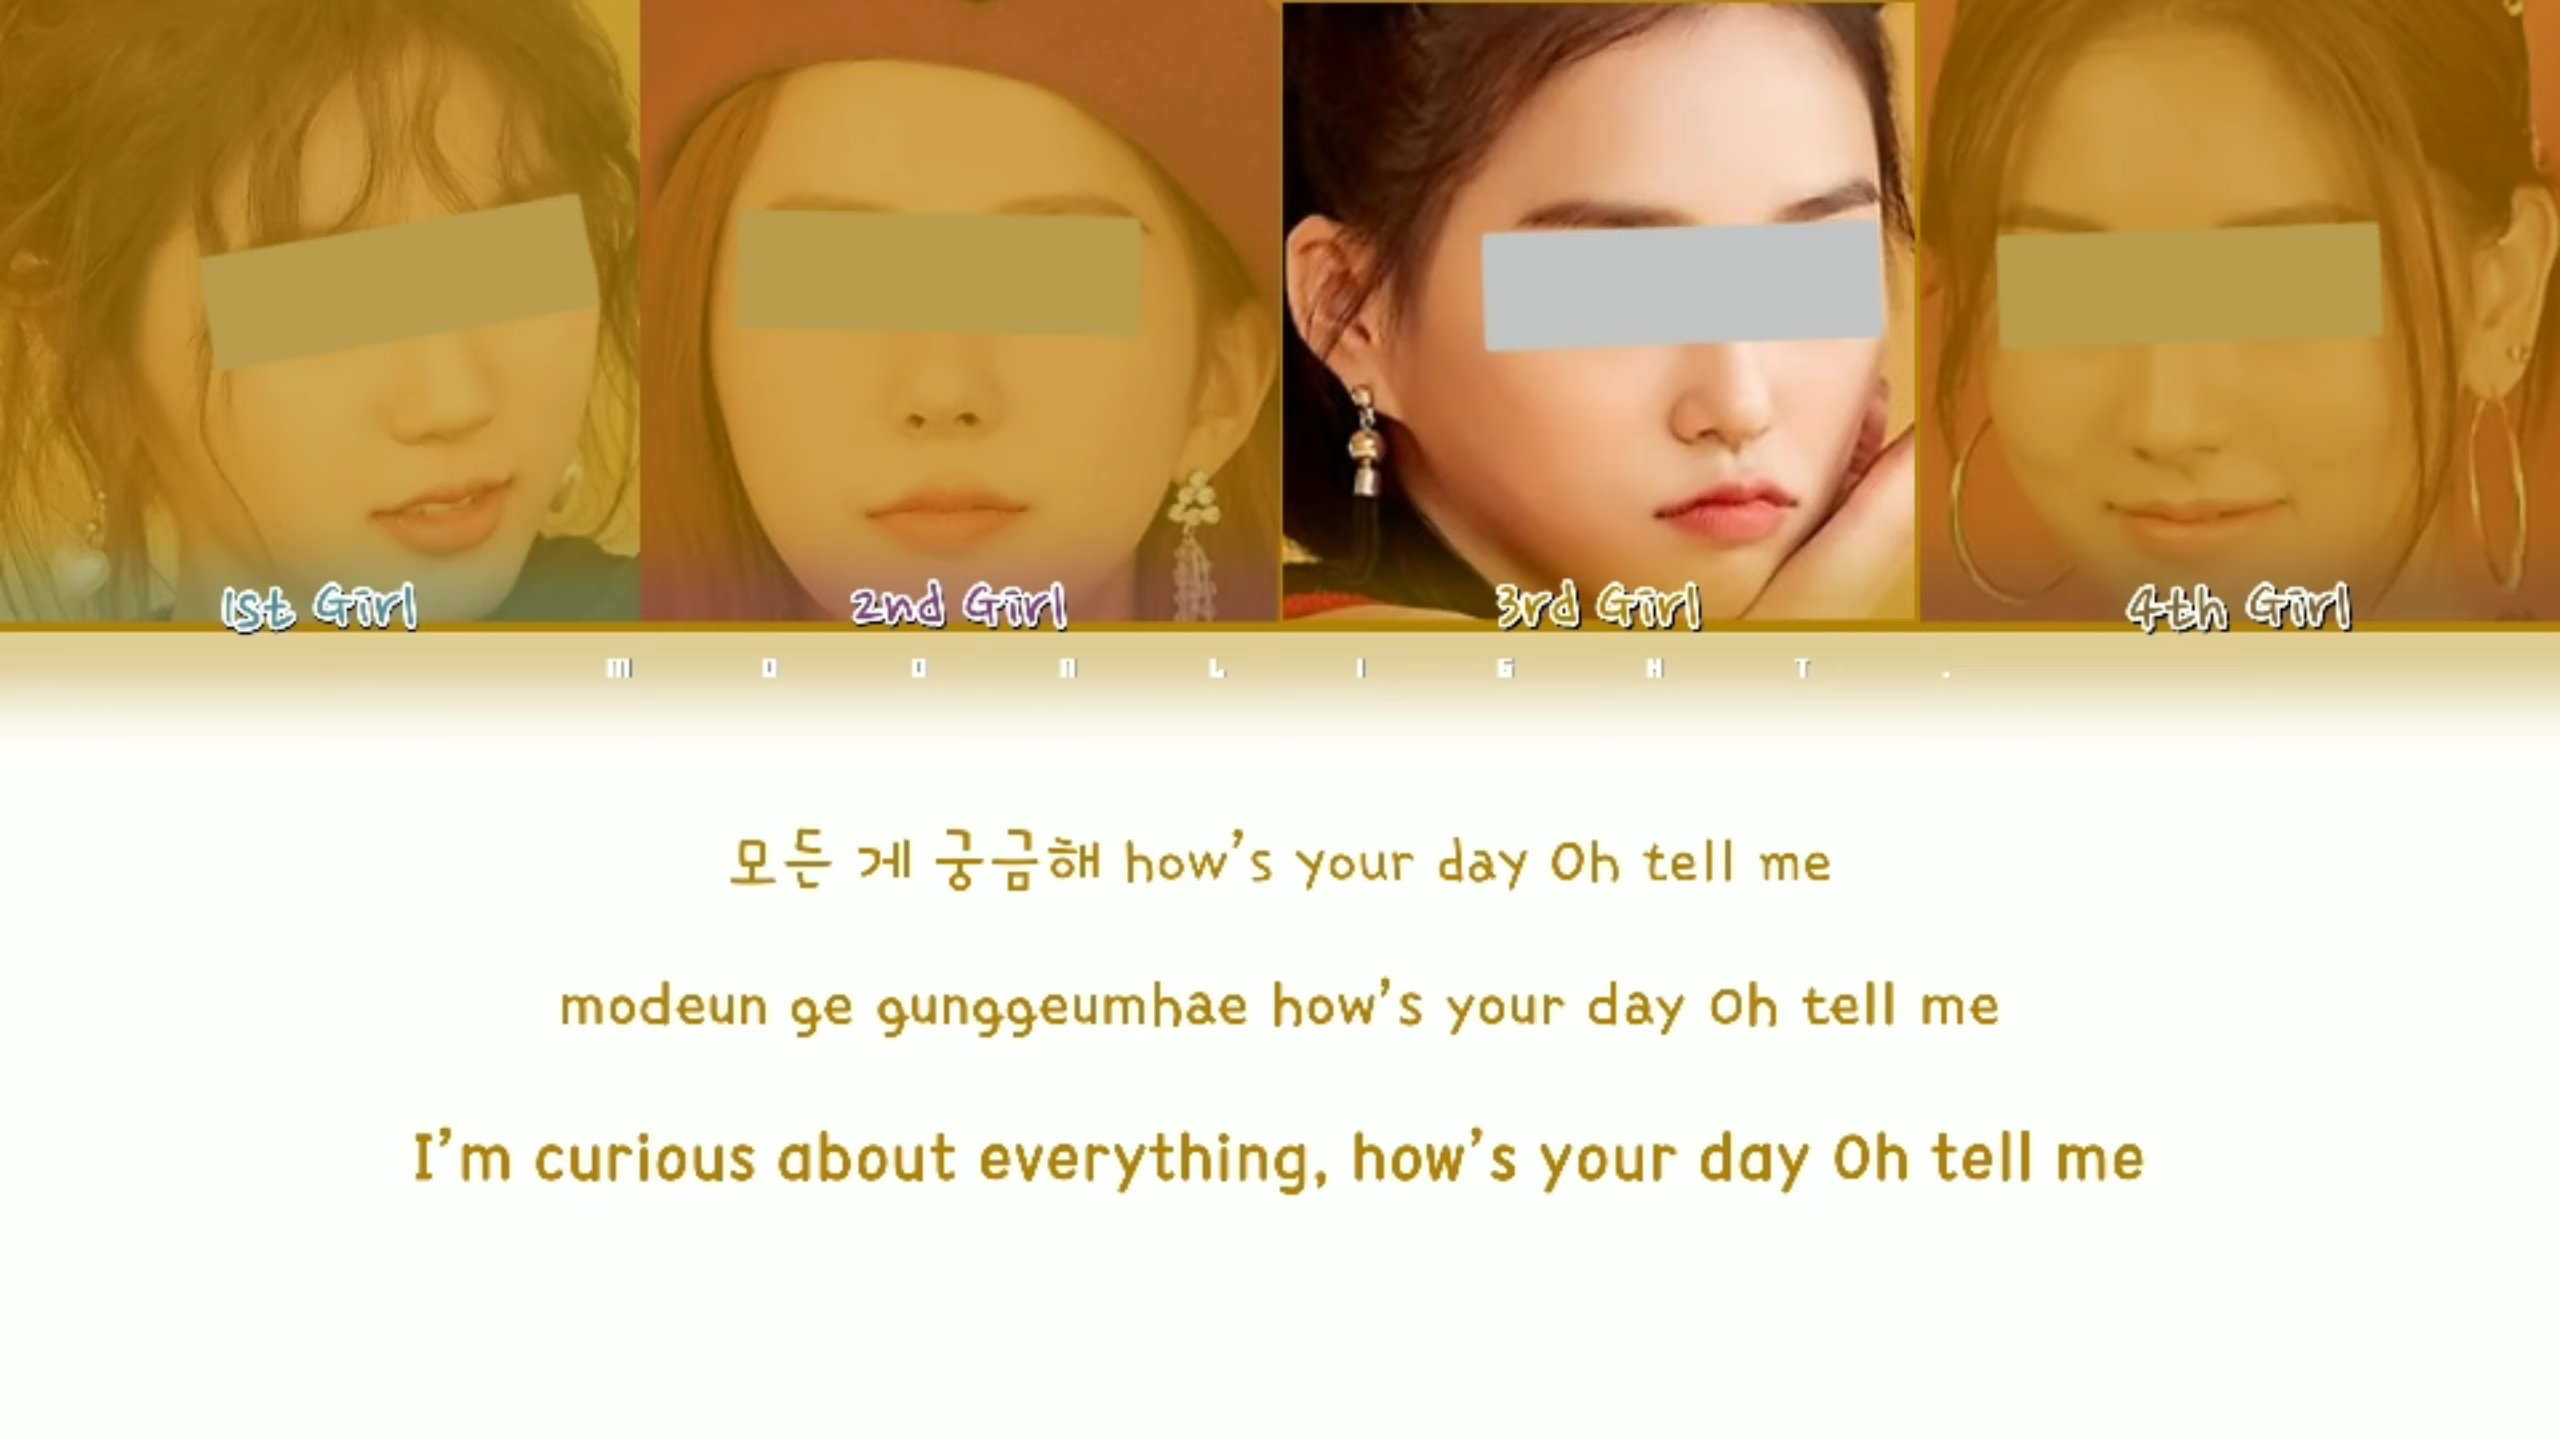 1st Girl 2nd Girl 3rd Girl 4th Girl
MOONLIGHT.
모든 게 궁금해 how's your day Oh tell me
modeun ge gunggeumhae how's your day Oh tell me
I'm curious about everything, how's your day Oh tell me